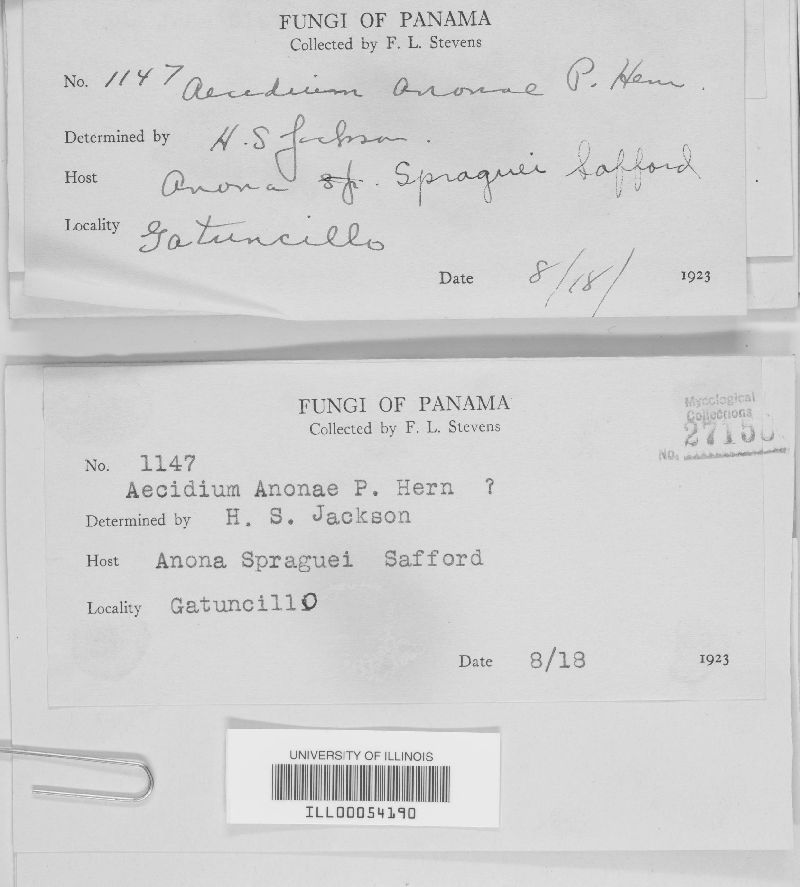 FUNGI OF PANAMA
Collected by F. L. Stevens
No. 1147 Aecidium Anonae P. Henn.
Determined by H. S Jackson.
Host Anona sp. Spraguei Safford
Locality Gatuncillo
Date 8/18/ 1923
FUNGI OF PANAMA
Collected by F. L. Stevens
Mycological
Collections
No.
No. 1147
Aecidium Anonae P. Hern ?
Determined by H. S. Jackson
Host Anona Spraguei Safford
Locality Gatuncillo
Date 8/18 1923
UNIVERSITY OF ILLINOIS
ILL00054190